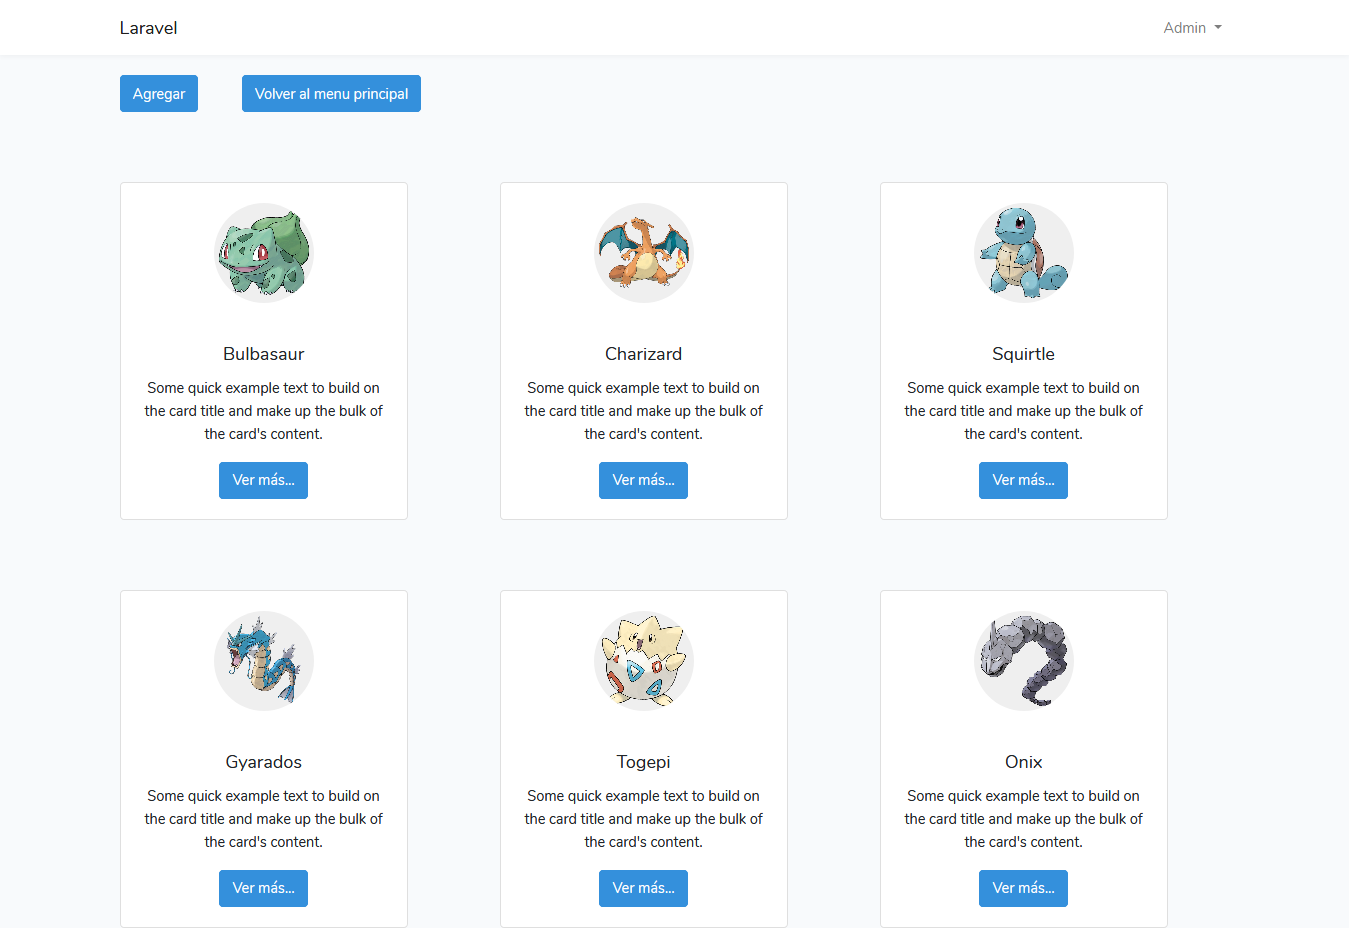 Laravel
Admin
Agregar
Volver al menu principal
Bulbasaur
Some quick example text to build on
the card title and make up the bulk of
the card's content.
Ver más...
Charizard
Some quick example text to build on
the card title and make up the bulk of
the card's content.
Ver más...
Squirtle
Some quick example text to build on
the card title and make up the bulk of
the card's content.
Ver más...
Gyarados
Some quick example text to build on
the card title and make up the bulk of
the card's content.
Ver más...
Togepi
Some quick example text to build on
the card title and make up the bulk of
the card's content.
Ver más...
Onix
Some quick example text to build on
the card title and make up the bulk of
the card's content.
Ver más...